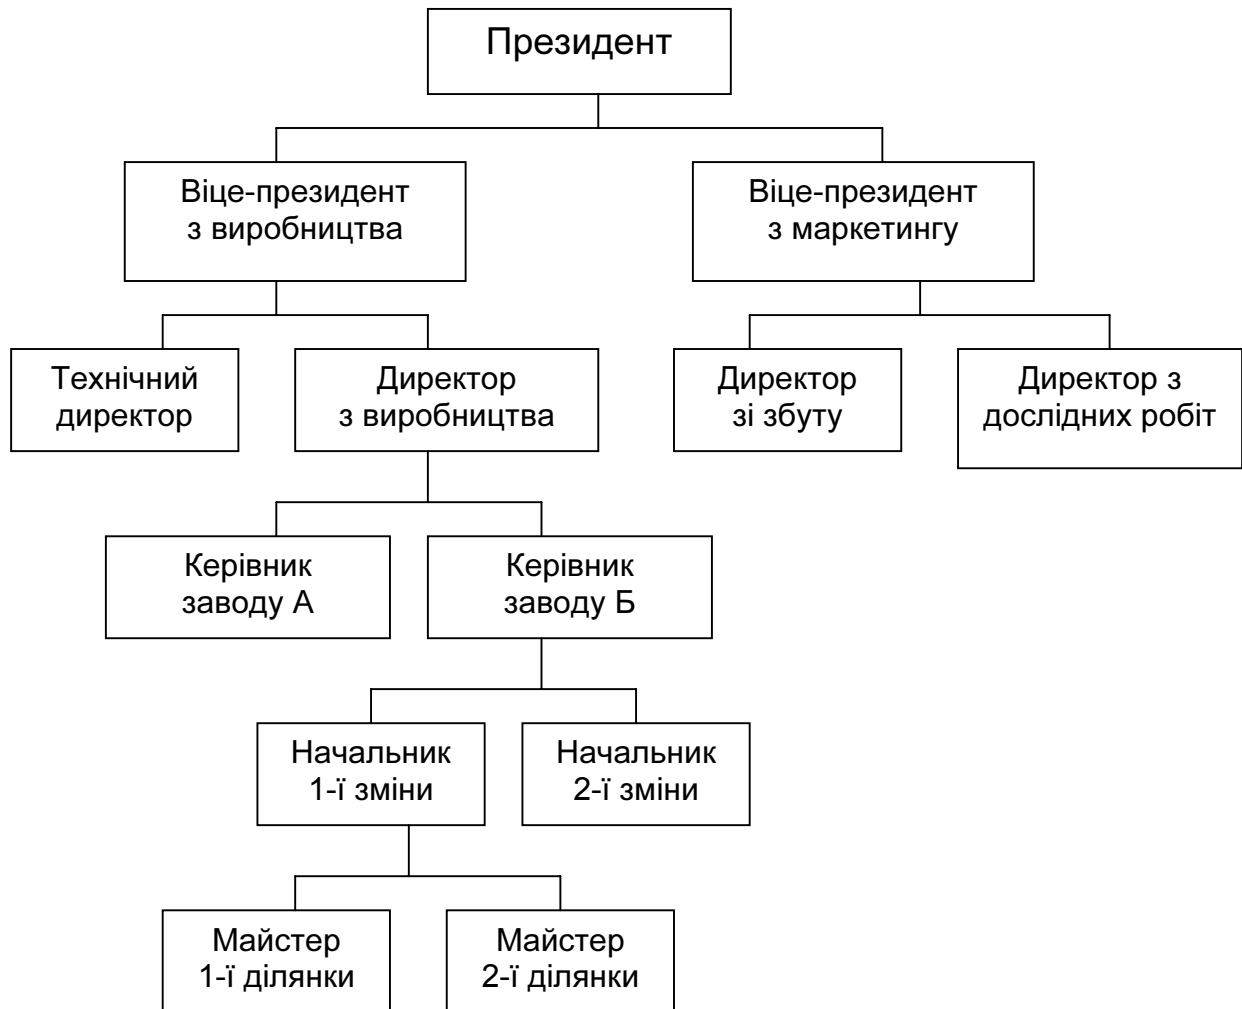 Президент
Віце-президент
з виробництва
Віце-президент
з маркетингу
Технічний
директор
Директор
з виробництва
Директор
зі збуту
Директор з
дослідних робіт
Керівник
заводу А
Керівник
заводу Б
Начальник
1-ї зміни
Начальник
2-ї зміни
Майстер
1-ї ділянки
Майстер
2-ї ділянки